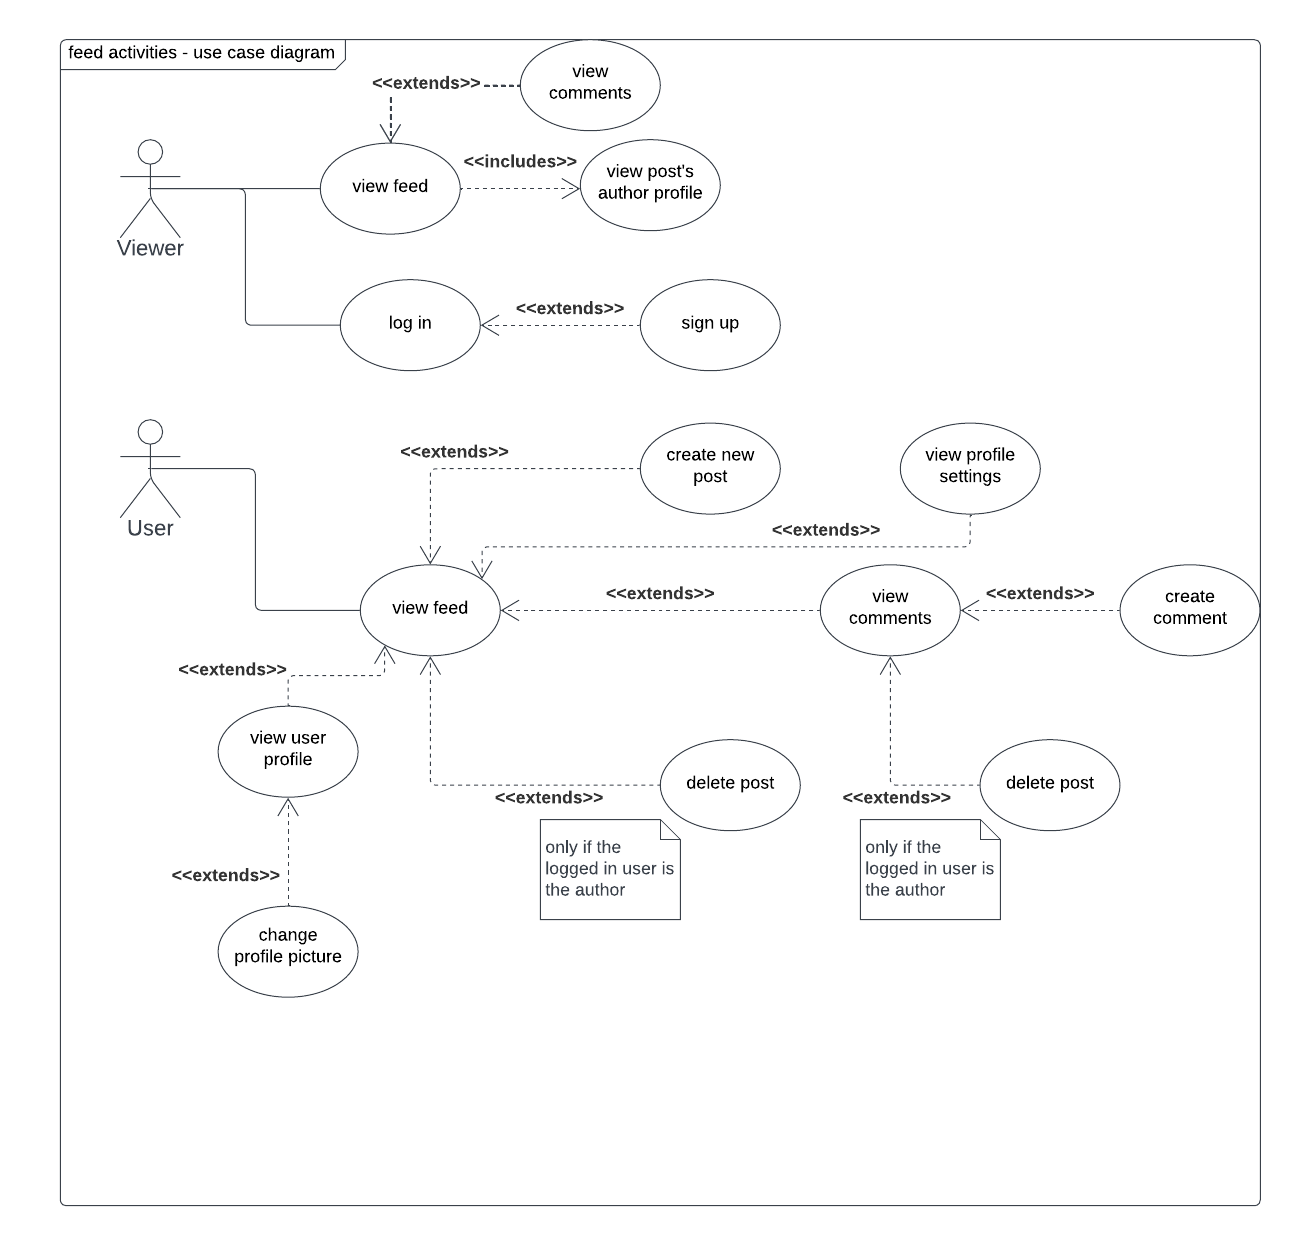 feed activities - use case diagram
<<extends>>
view
comments
<<includes>>
view post's
author profile
view feed
Viewer
<<extends>>
log in
sign up
<<extends>>
create new
post
view profile
settings
User
<<extends>>
view feed
<<extends>>
view
comments
<<extends>>
create
comment
<<extends>>
view user
profile
delete post
<<extends>>
delete post
<<extends>>
only if the
logged in user is
the author
only if the
logged in user is
the author
<<extends>>
change
profile picture